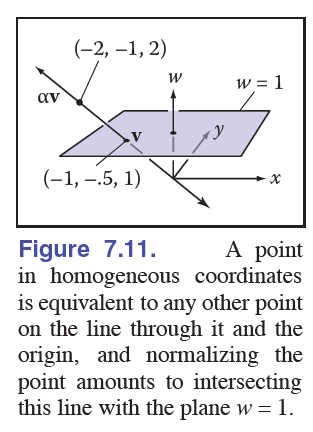 (−2, −1, 2)
w
w = 1
αv
v
y
(−1, −.5, 1)
x
Figure 7.11. A point
in homogeneous coordinates
is equivalent to any other point
on the line through it and the
origin, and normalizing the
point amounts to intersecting
this line with the plane w = 1.